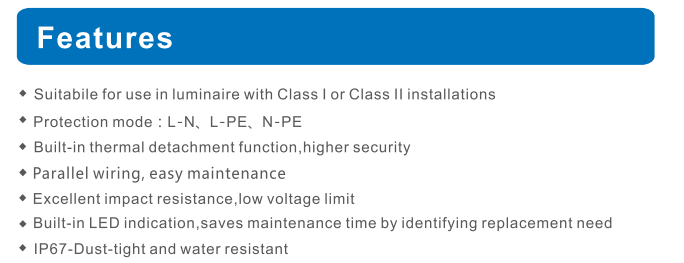 Features
◆ Suitabile for use in luminaire with Class I or Class II installations
◆ Protection mode：L-N、L-PE、N-PE
◆ Built-in thermal detachment function,higher security
◆ Parallel wiring, easy maintenance
◆ Excellent impact resistance,low voltage limit
◆ Built-in LED indication,saves maintenance time by identifying replacement need
◆ IP67-Dust-tight and water resistant